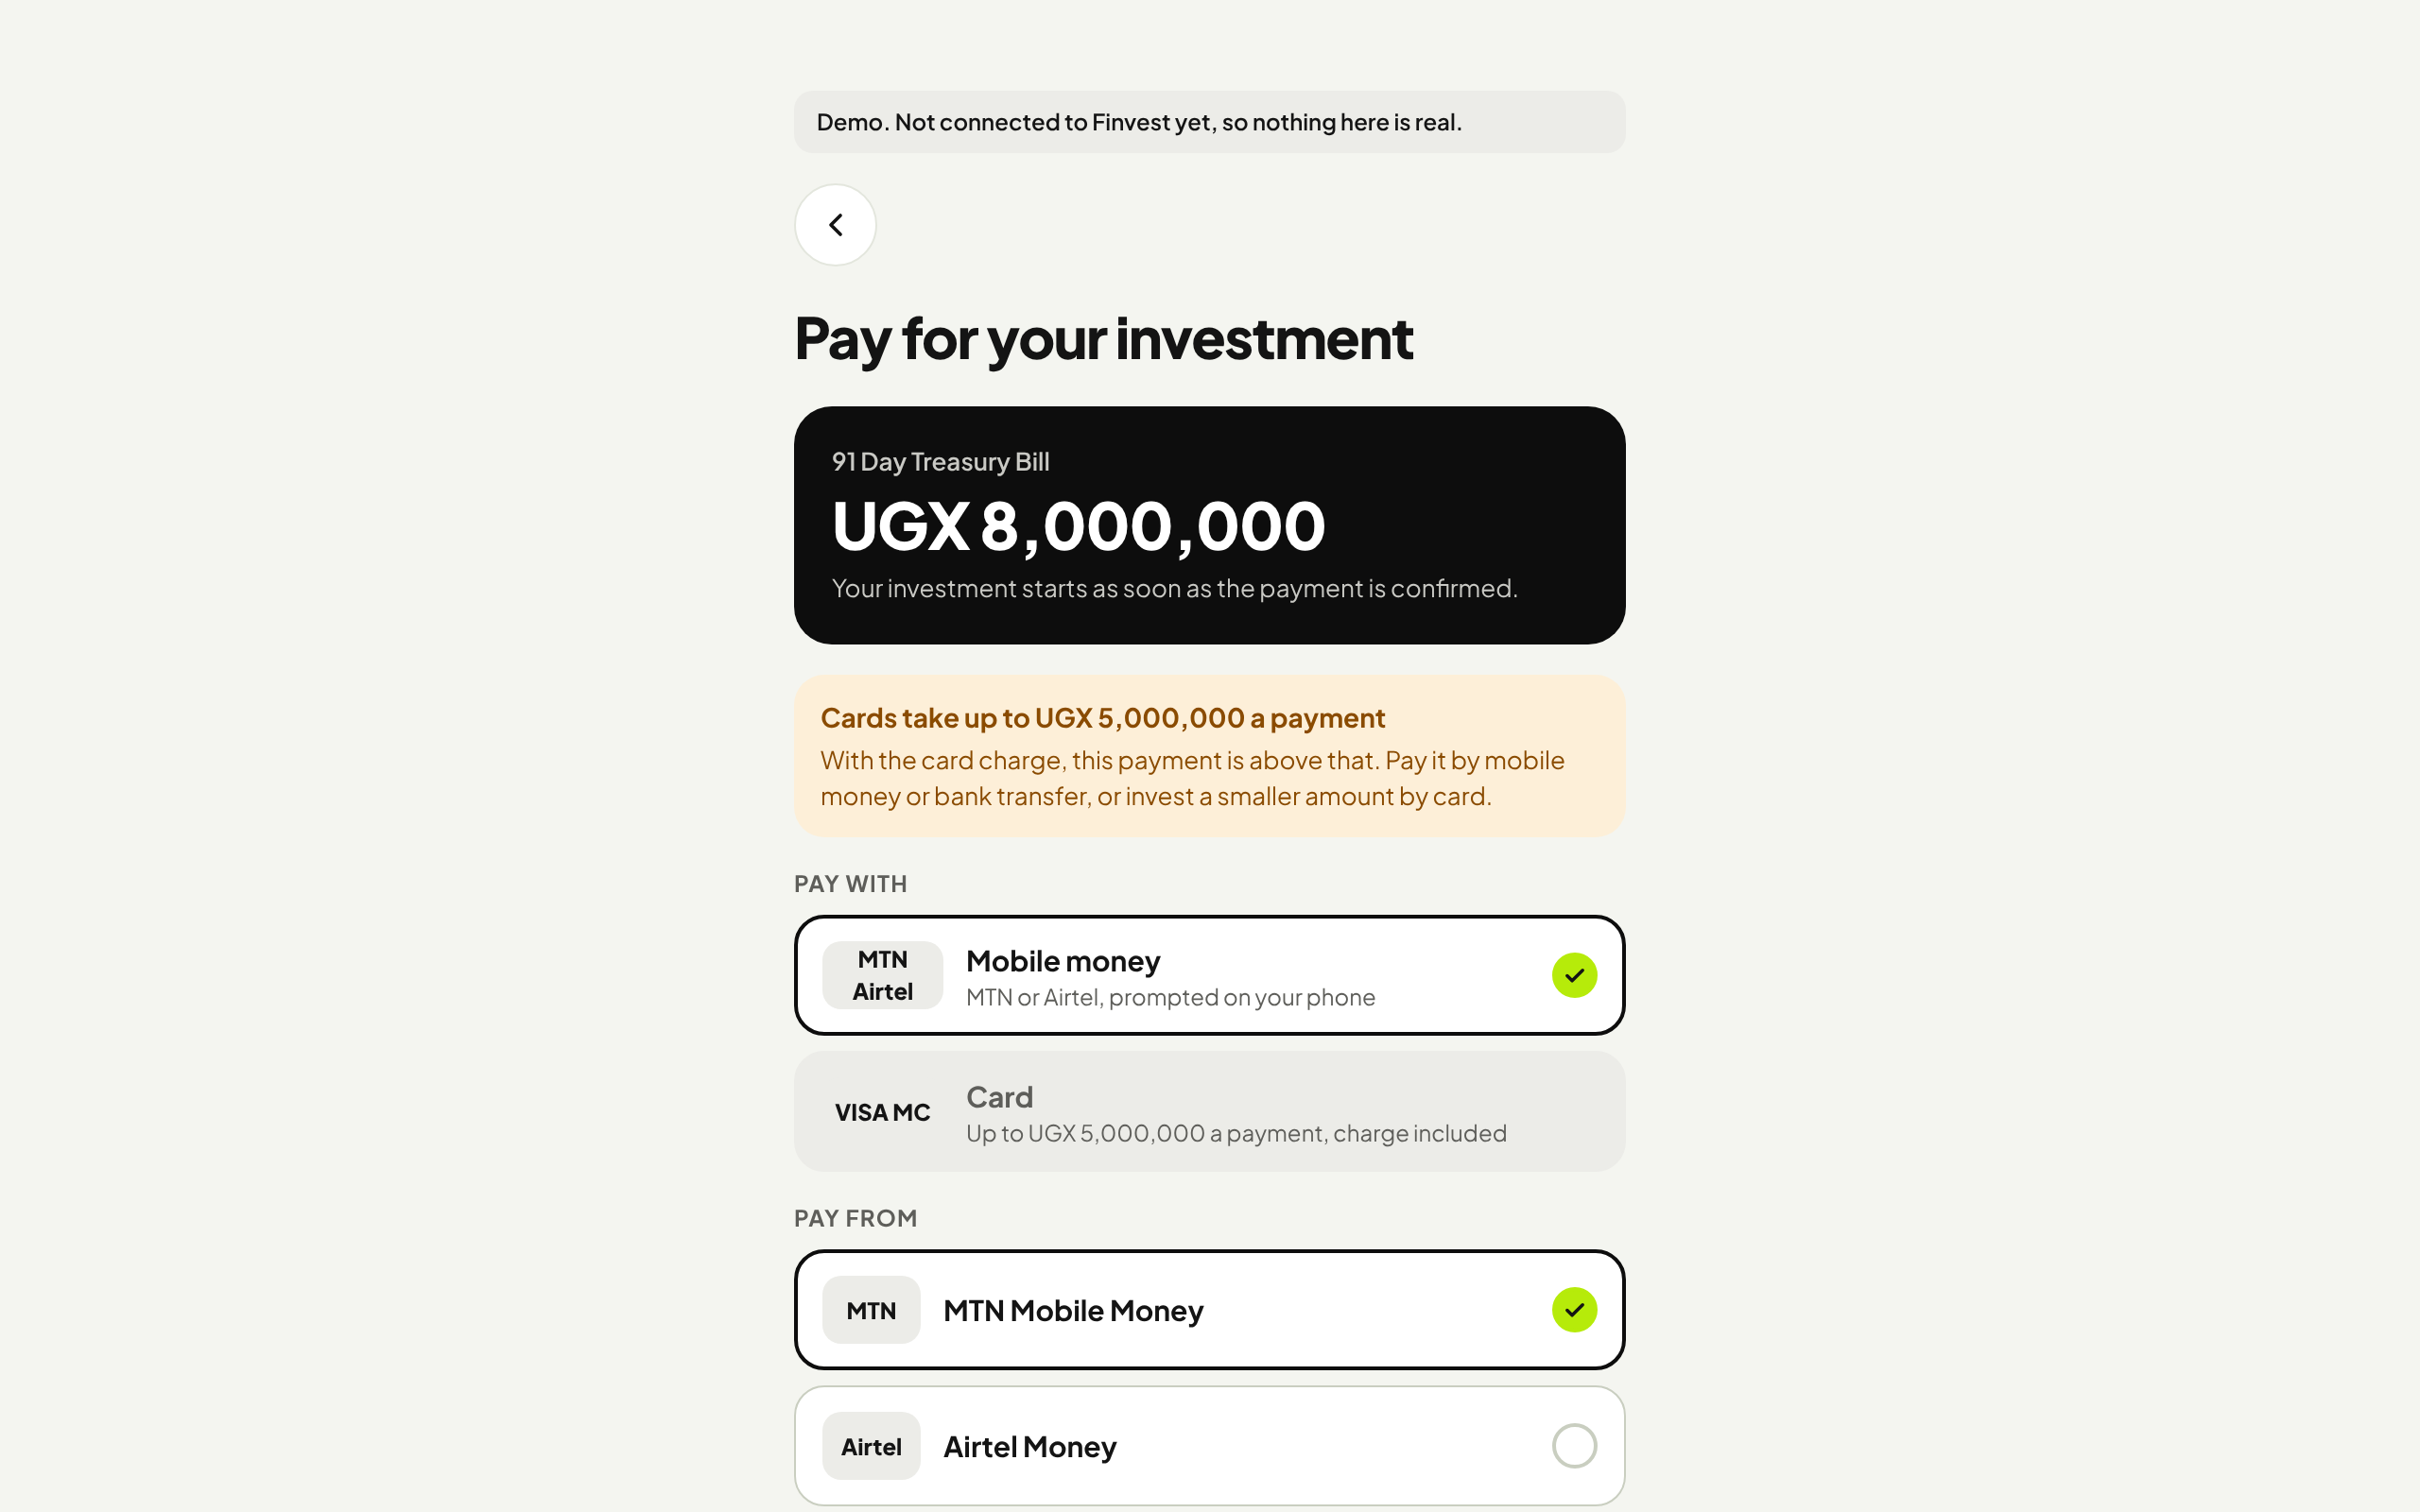 Demo. Not connected to Finvest yet, so nothing here is real.
Pay for your investment
91 Day Treasury Bill
UGX 8,000,000
Your investment starts as soon as the payment is confirmed.
Cards take up to UGX 5,000,000 a payment
With the card charge, this payment is above that. Pay it by mobile
money or bank transfer, or invest a smaller amount by card.
PAY WITH
MTN
Airtel
Mobile money
MTN or Airtel, prompted on your phone
VISA MC
Card
Up to UGX 5,000,000 a payment, charge included
PAY FROM
MTN
MTN Mobile Money
Airtel
Airtel Money